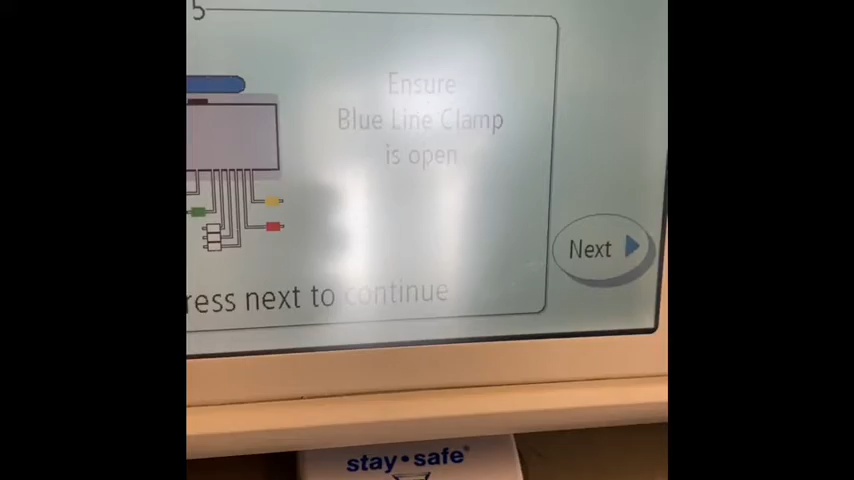 5
Ensure
Blue Line Clamp
is open
Next
ress next to continue
stay•safe®